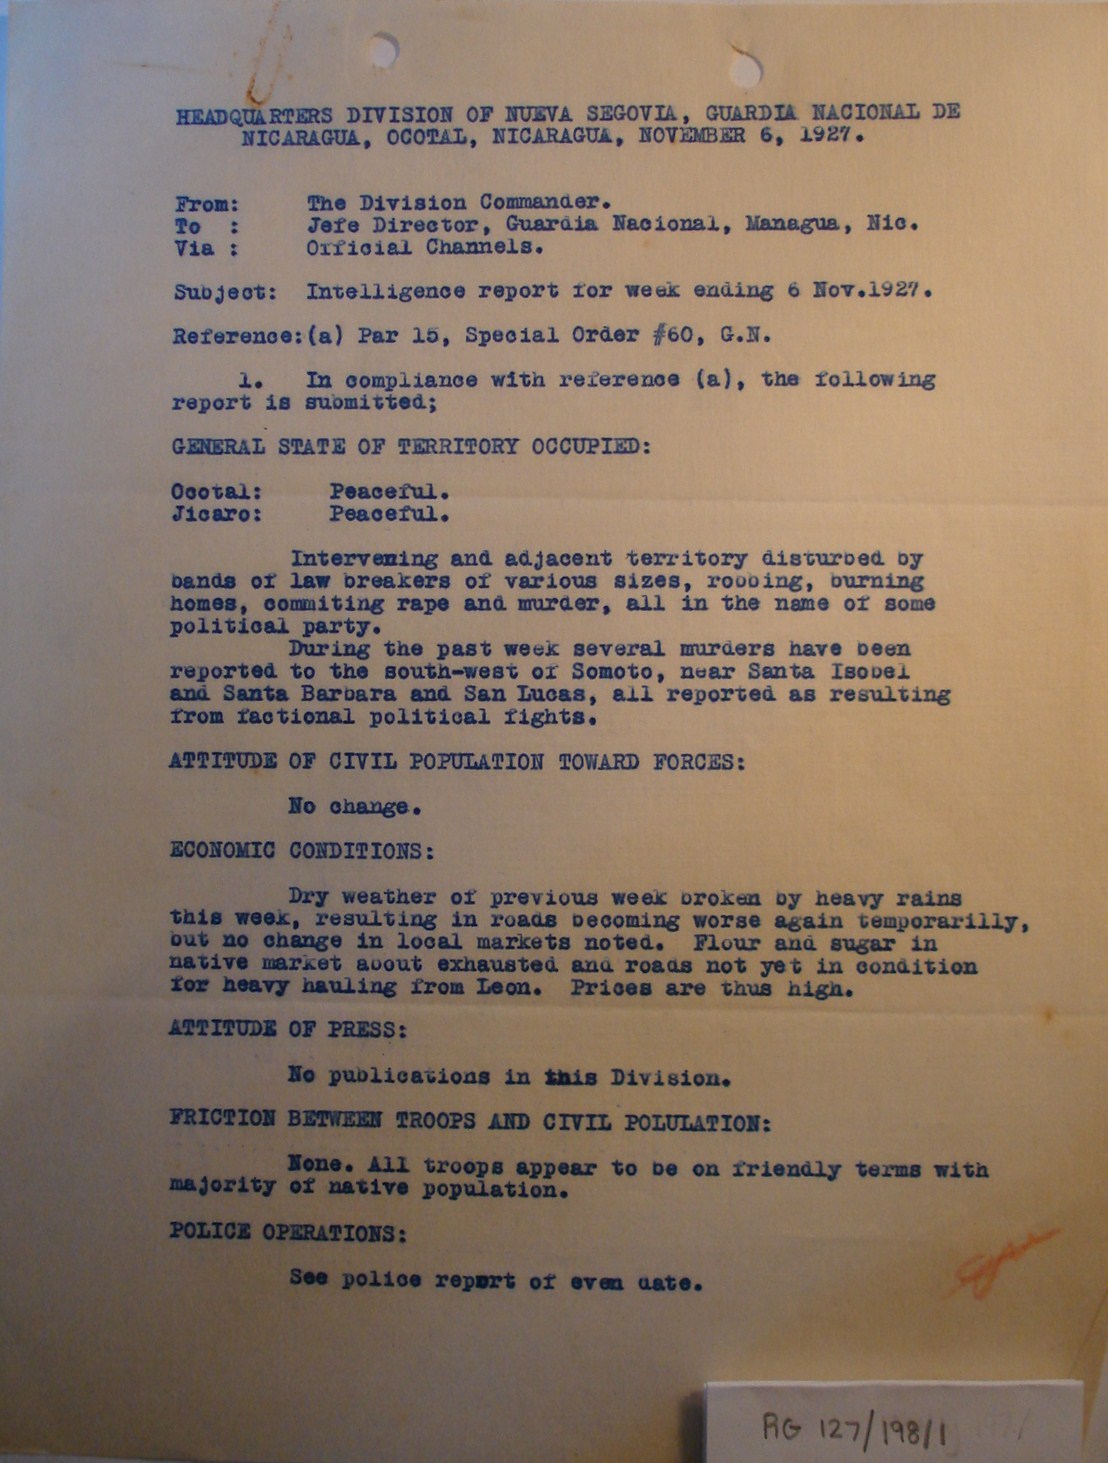 HEADQUARTERS DIVISION OF NUEVA SEGOVIA, GUARDIA NACIONAL DE
NICARAGUA, OCOTAL, NICARAGUA, NOVEMBER 6, 1927.
From: The Division Commander.
To : Jefe Director, Guardia Nacional, Managua, Nic.
Via : Official Channels.
Subject: Intelligence report for week ending 6 Nov.1927.
Reference:(a) Par 15, Special Order #60, G.N.
1. In compliance with reference (a), the following
report is submitted;
GENERAL STATE OF TERRITORY OCCUPIED:
Ocotal: Peaceful.
Jicaro: Peaceful.
Intervening and adjacent territory disturbed by
bands of law breakers of various sizes, robbing, burning
homes, commiting rape and murder, all in the name of some
political party.
During the past week several murders have been
reported to the south-west of Somoto, near Santa Isobel
and Santa Barbara and San Lucas, all reported as resulting
from factional political fights.
ATTITUDE OF CIVIL POPULATION TOWARD FORCES:
No change.
ECONOMIC CONDITIONS:
Dry weather of previous week broken by heavy rains
this week, resulting in roads becoming worse again temporarilly,
but no change in local markets noted. Flour and sugar in
native market about exhausted and roads not yet in condition
for heavy hauling from Leon. Prices are thus high.
ATTITUDE OF PRESS:
No publications in this Division.
FRICTION BETWEEN TROOPS AND CIVIL POLULATION:
None. All troops appear to be on friendly terms with
majority of native population.
POLICE OPERATIONS:
See police report of even date.
RG 127/198/1